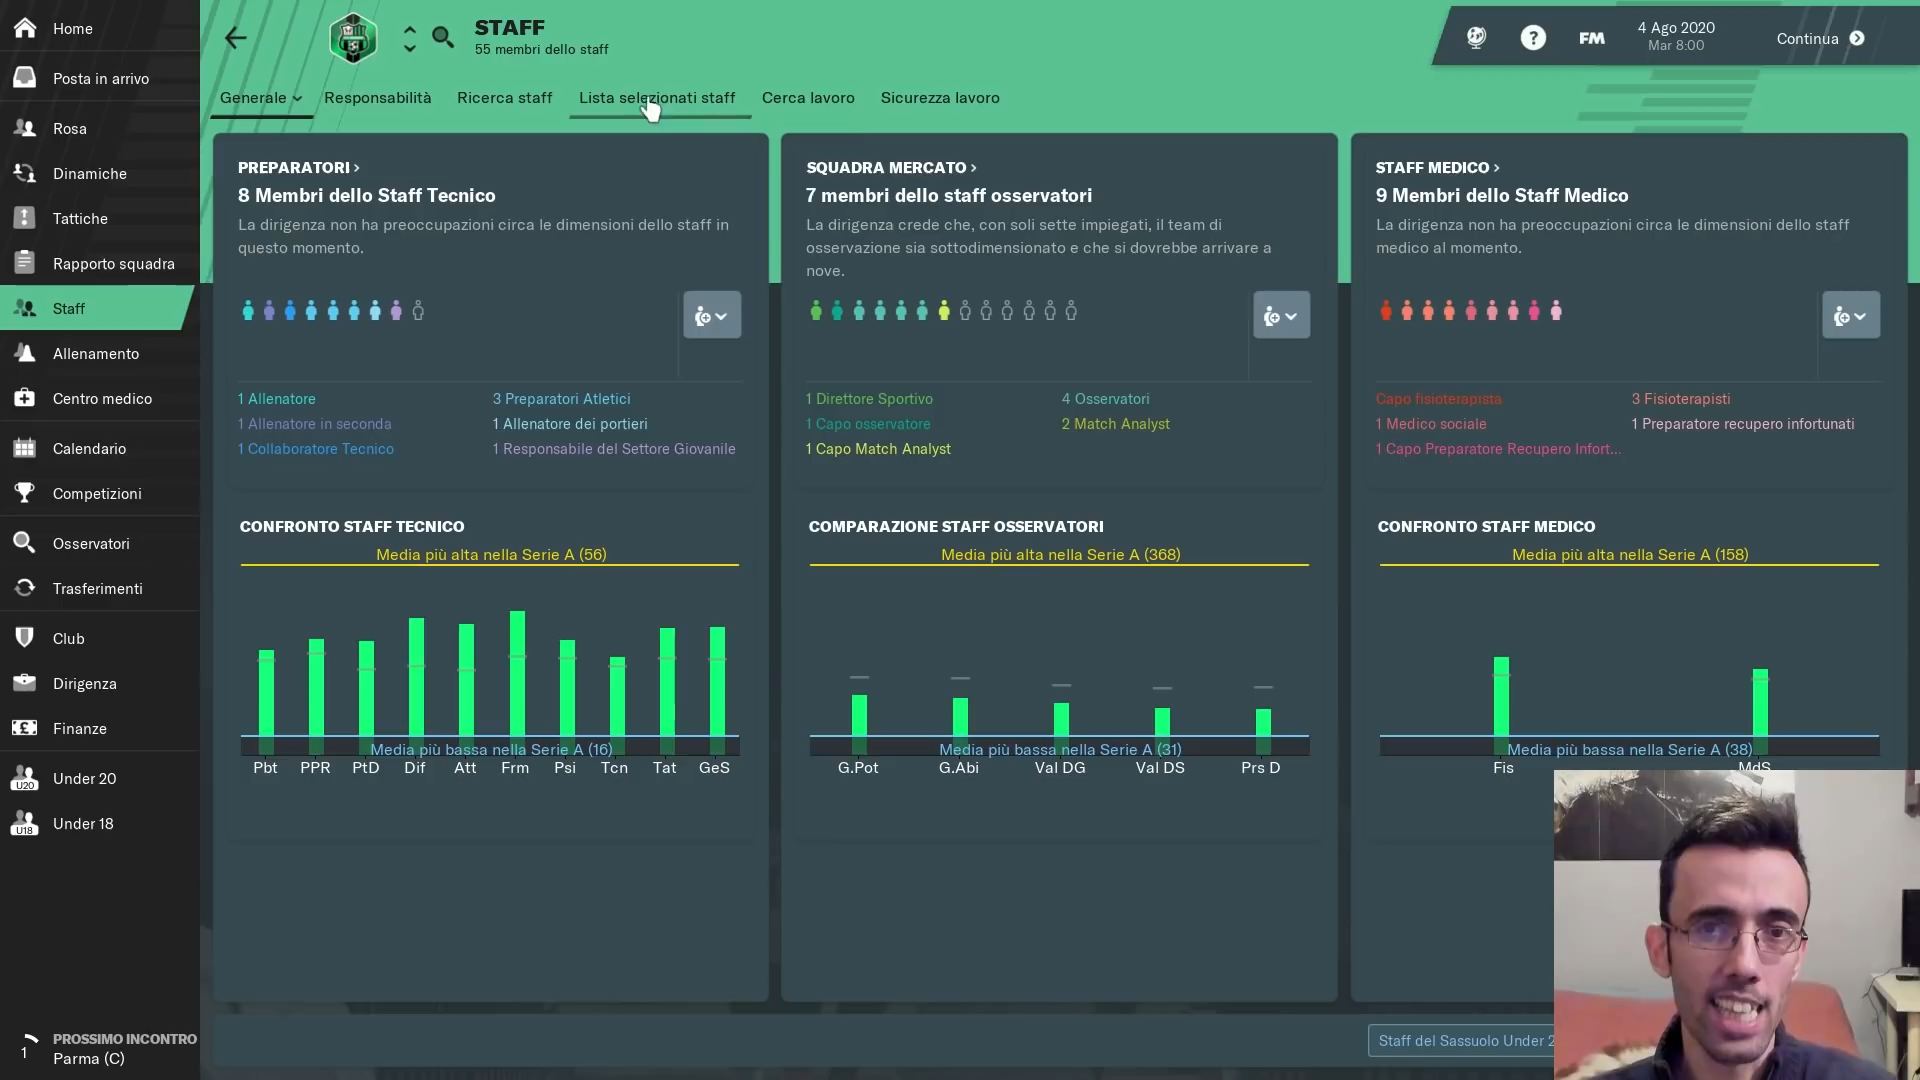 Home
Posta in arrivo
Rosa
Dinamiche
Tattiche
Rapporto squadra
Staff
Allenamento
Centro medico
Calendario
Competizioni
Osservatori
Trasferimenti
Club
Dirigenza
Finanze
U20
Under 20
U18
Under 18
1
PROSSIMO INCONTRO
Parma (C)
STAFF
55 membri dello staff
?
FM
4 Ago 2020
Mar 8:00
Continua
Generale
Responsabilità
Ricerca staff
Lista selezionati staff
Cerca lavoro
Sicurezza lavoro
PREPARATORI >
8 Membri dello Staff Tecnico
La dirigenza non ha preoccupazioni circa le dimensioni dello staff in
questo momento.
1 Allenatore
3 Preparatori Atletici
1 Allenatore in seconda
1 Allenatore dei portieri
1 Collaboratore Tecnico
1 Responsabile del Settore Giovanile
CONFRONTO STAFF TECNICO
Media più alta nella Serie A (56)
Media più bassa nella Serie A (16)
Pbt PPR PtD Dif Att Frm Psi Tcn Tat GeS
SQUADRA MERCATO >
7 membri dello staff osservatori
La dirigenza crede che, con soli sette impiegati, il team di
osservazione sia sottodimensionato e che si dovrebbe arrivare a
nove.
1 Direttore Sportivo
4 Osservatori
1 Capo osservatore
2 Match Analyst
1 Capo Match Analyst
COMPARAZIONE STAFF OSSERVATORI
Media più alta nella Serie A (368)
Media più bassa nella Serie A (31)
G.Pot G.Abi Val DG Val DS Prs D
STAFF MEDICO >
9 Membri dello Staff Medico
La dirigenza non ha preoccupazioni circa le dimensioni dello staff
medico al momento.
Capo fisioterapista
3 Fisioterapisti
1 Medico sociale
1 Preparatore recupero infortunati
1 Capo Preparatore Recupero Infort...
CONFRONTO STAFF MEDICO
Media più alta nella Serie A (158)
Media più bassa nella Serie A (38)
Fis MdS
Staff del Sassuolo Under 2